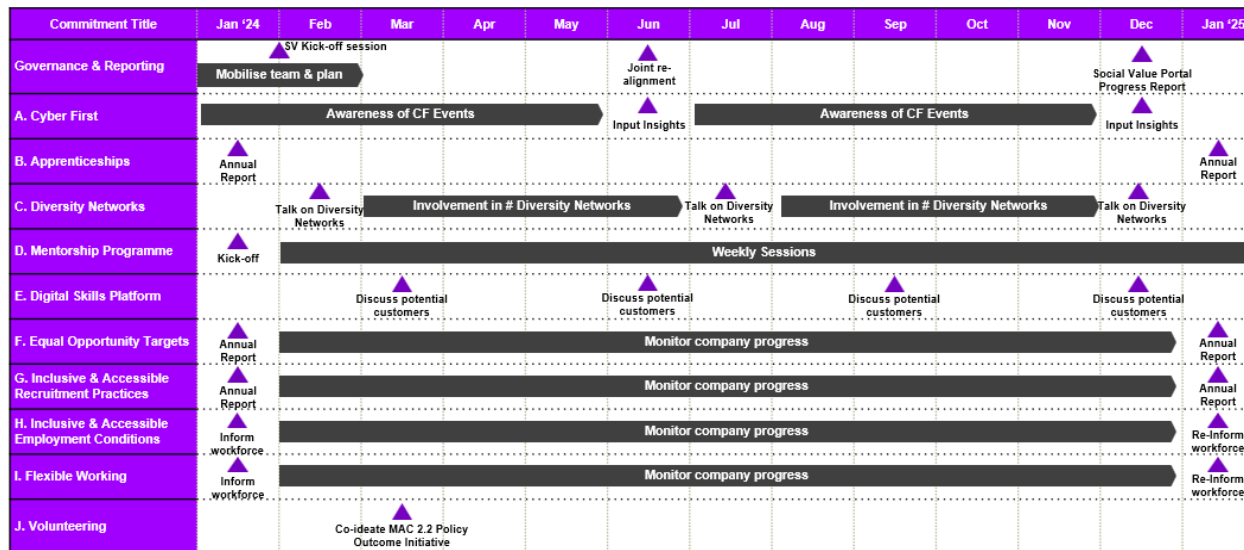 Commitment Title
Jan ‘24
Feb
Mar
Apr
May
Jun
Jul
Aug
Sep
Oct
Nov
Dec
Jan ‘25
Governance & Reporting
SV Kick-off session
Mobilise team & plan
Joint re-
alignment
Social Value Portal
Progress Report
A. Cyber First
Awareness of CF Events
Input Insights
Awareness of CF Events
Input Insights
B. Apprenticeships
Annual
Report
Annual
Report
C. Diversity Networks
Talk on Diversity
Networks
Involvement in # Diversity Networks
Talk on Diversity
Networks
Involvement in # Diversity Networks
Talk on Diversity
Networks
D. Mentorship Programme
Kick-off
Weekly Sessions
E. Digital Skills Platform
Discuss potential
customers
Discuss potential
customers
Discuss potential
customers
Discuss potential
customers
F. Equal Opportunity Targets
Annual
Report
Monitor company progress
Annual
Report
G. Inclusive & Accessible
Recruitment Practices
Annual
Report
Monitor company progress
Annual
Report
H. Inclusive & Accessible
Employment Conditions
Inform
workforce
Monitor company progress
Re-Inform
workforce
I. Flexible Working
Inform
workforce
Monitor company progress
Re-Inform
workforce
J. Volunteering
Co-ideate MAC 2.2 Policy
Outcome Initiative